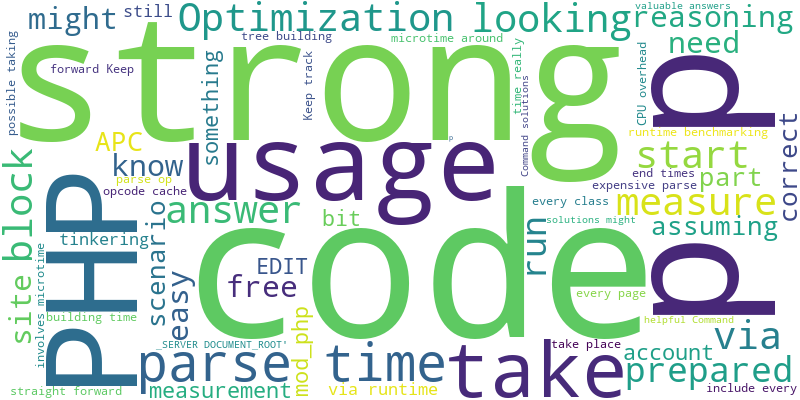 might
still
Optimization
looking
valuable answers
reasoning
tree building
microtime around
need
possible taking
forward Keep
something
Keep track
strong
time really
Command solutions
CPU overhead
p
runtime benchmarking
APC
know
parse op
opcode cache
usage
p
end times
expensive parse
start
part
correct
block
PHP
answer
bit
every class
measure
solutions might
assuming
tinkering
scenario
easy
EDIT
free
code
run
p
every page
site
involves microtime
building time
mod_php
helpful Command
via
_SERVER DOCUMENT_ROOT'
parse
time
take
take place
account
prepared
straight forward
measurement
via runtime
include every